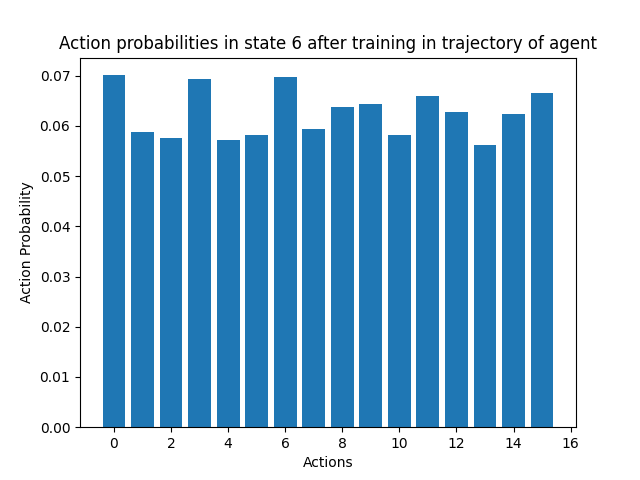 Action probabilities in state 6 after training in trajectory of agent
0.07
0.06
0.05
0.04
0.03
0.02
0.01
0.00
Action Probability
0 2 4 6 8 10 12 14 16
Actions